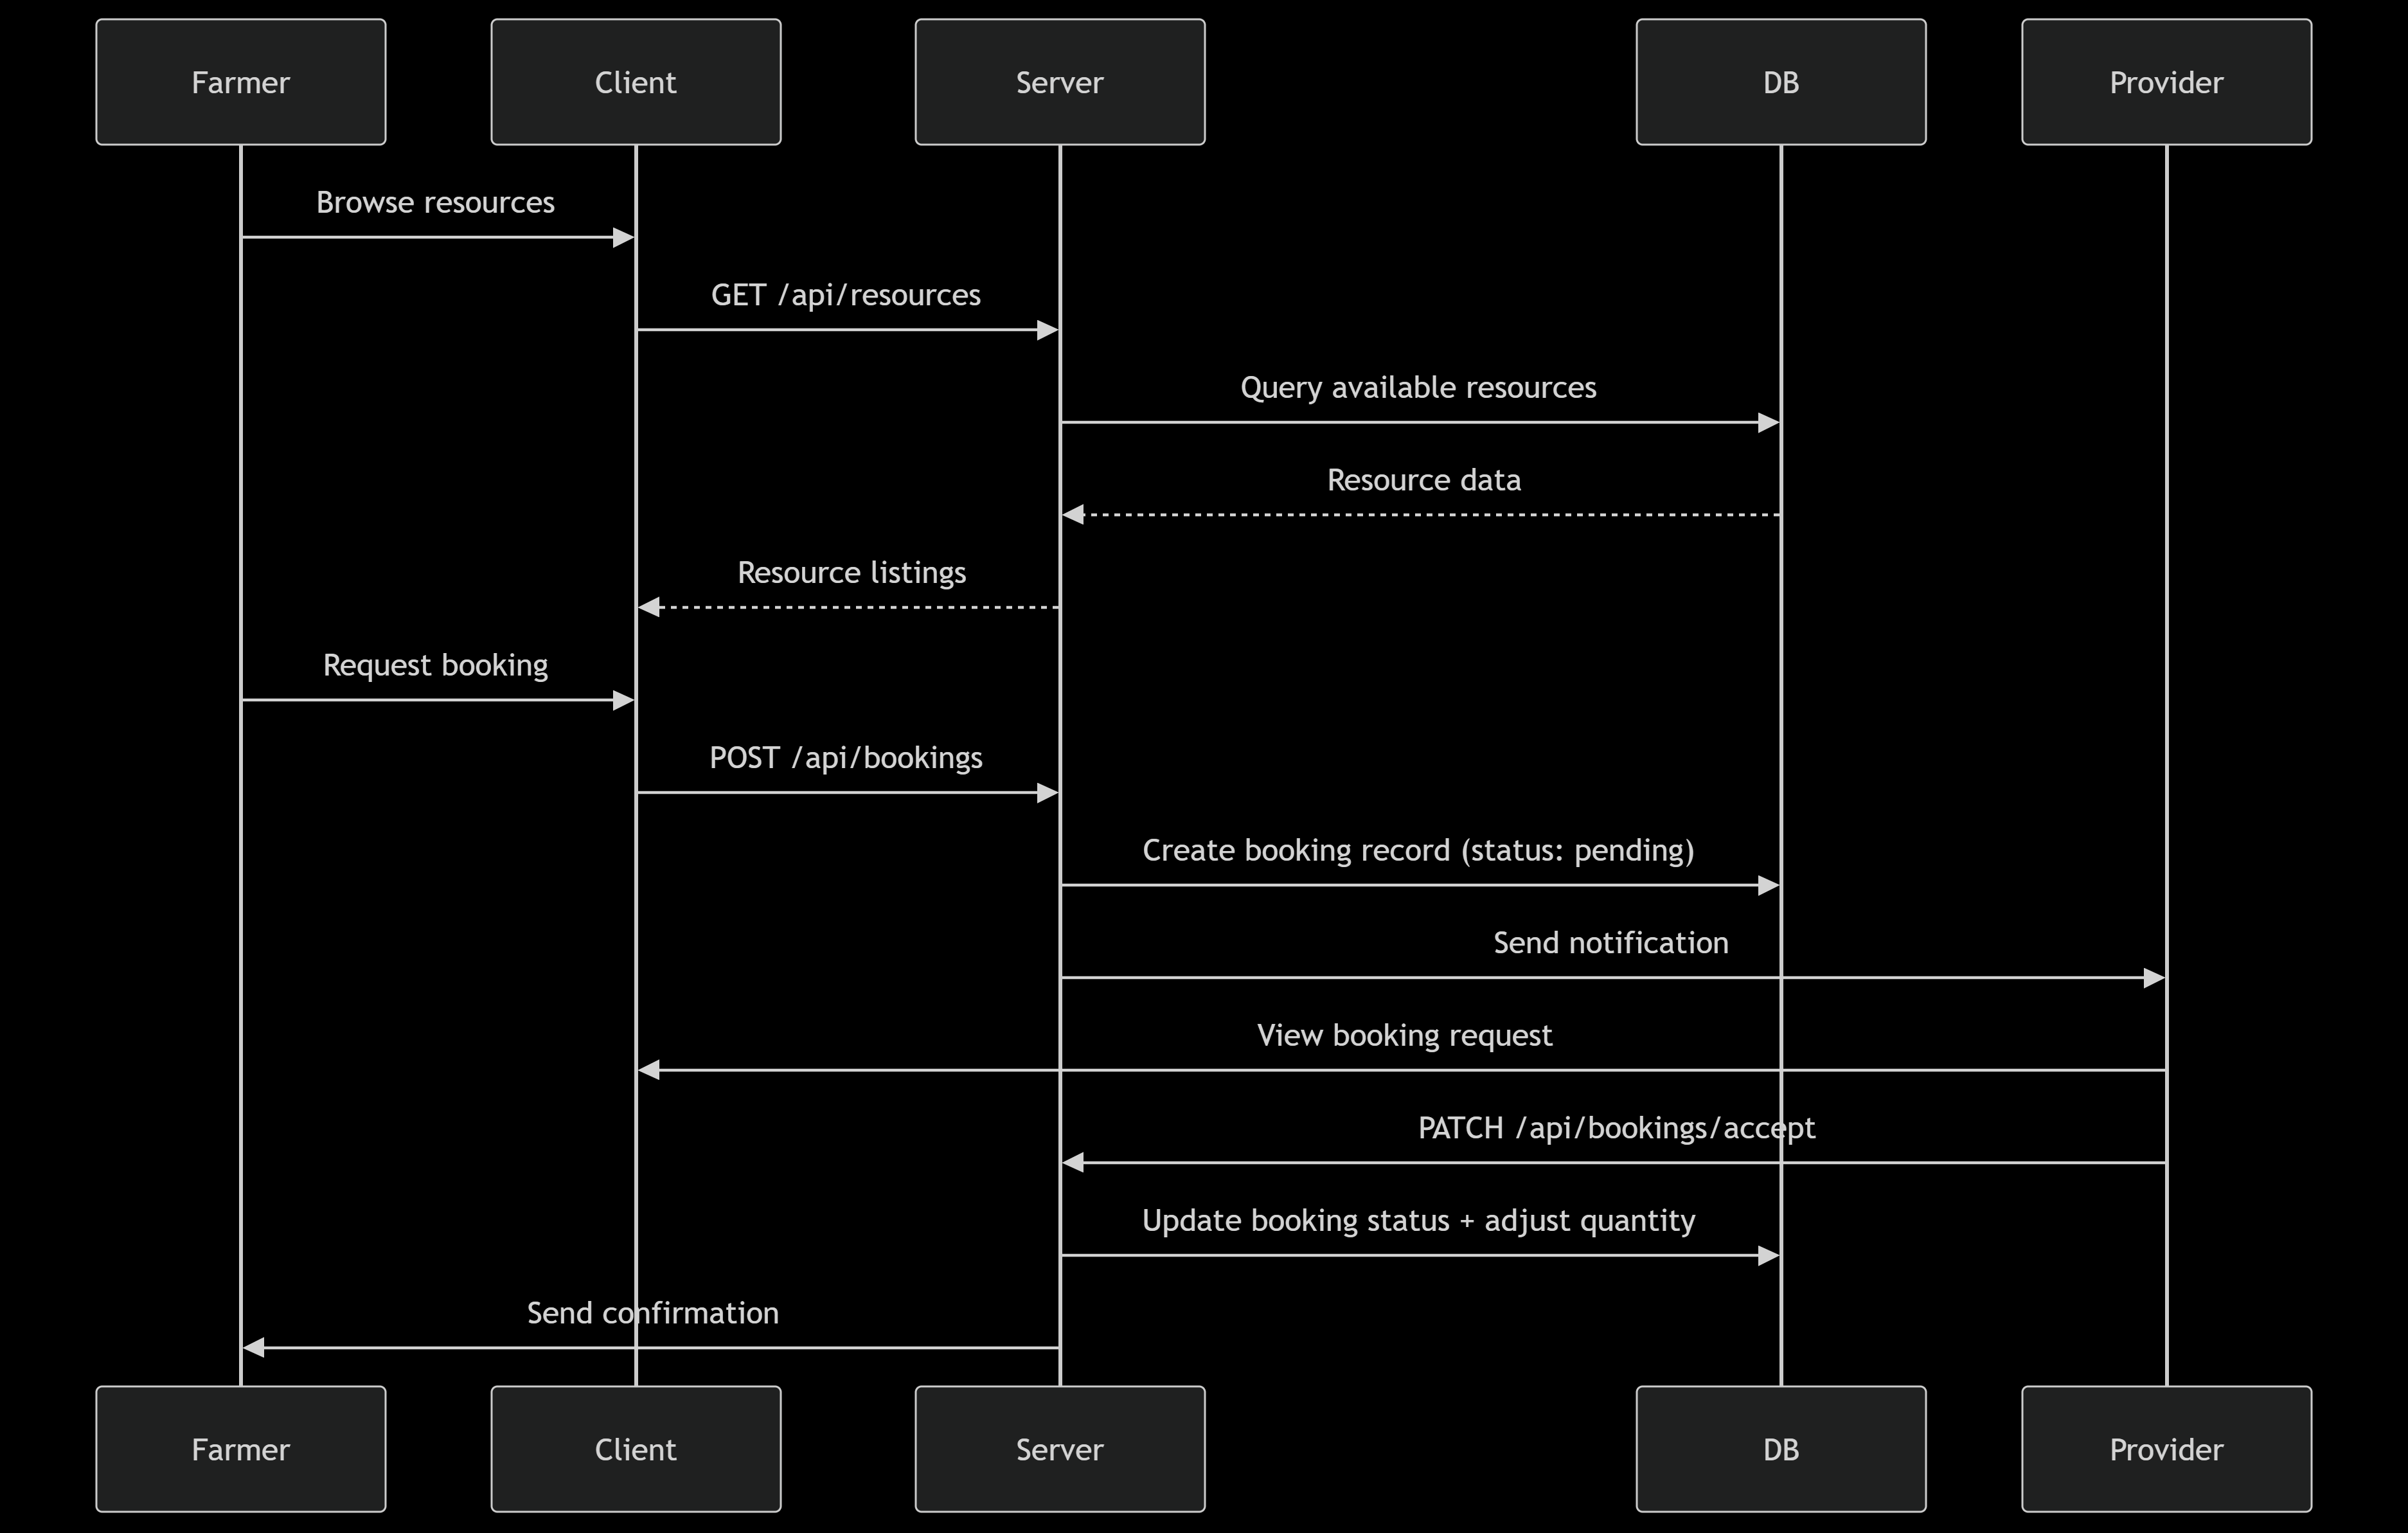 Farmer
Client
Server
DB
Provider
Browse resources
GET /api/resources
Query available resources
Resource data
Resource listings
Request booking
POST /api/bookings
Create booking record (status: pending)
Send notification
View booking request
PATCH /api/bookings/accept
Update booking status + adjust quantity
Send confirmation
Farmer
Client
Server
DB
Provider